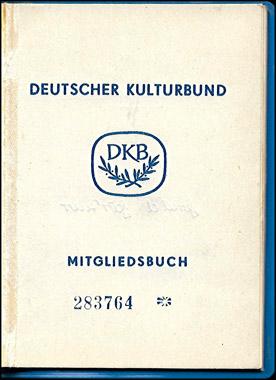 DEUTSCHER KULTURBUND
DKB
MITGLIEDSBUCH
283764